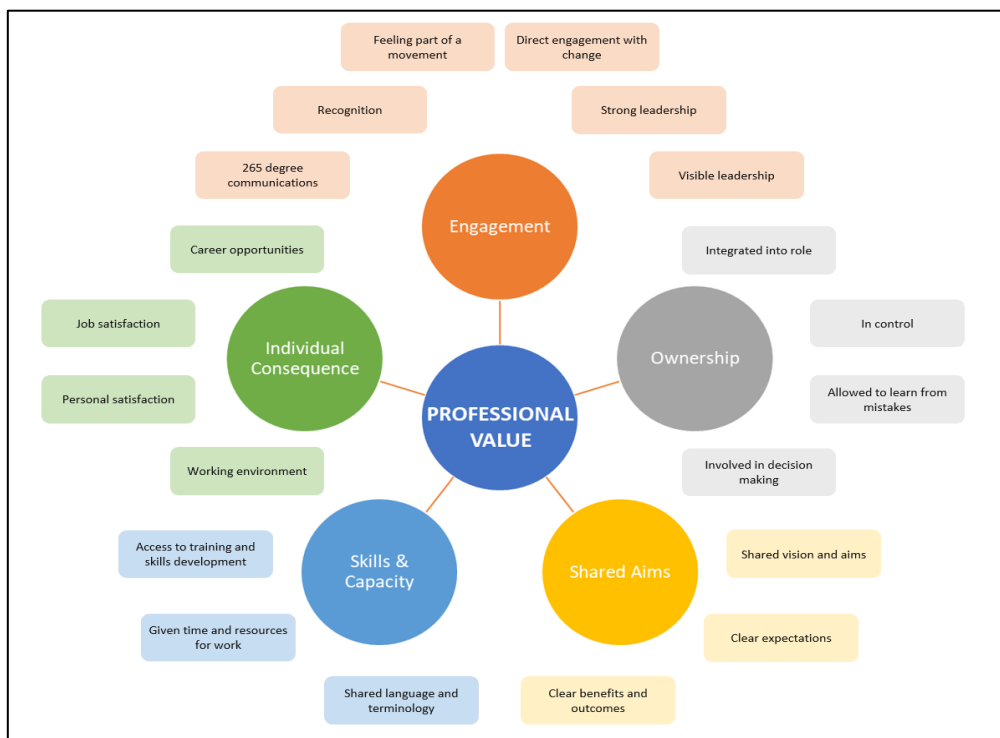 Feeling part of a
movement
Direct engagement with
change
Recognition
Strong leadership
265 degree
communications
Visible leadership
Engagement
Career opportunities
Integrated into role
Job satisfaction
In control
Individual
Consequence
Ownership
Personal satisfaction
Allowed to learn from
mistakes
PROFESSIONAL
VALUE
Working environment
Involved in decision
making
Access to training and
skills development
Skills &
Capacity
Shared Aims
Shared vision and aims
Given time and resources
for work
Clear expectations
Shared language and
terminology
Clear benefits and
outcomes